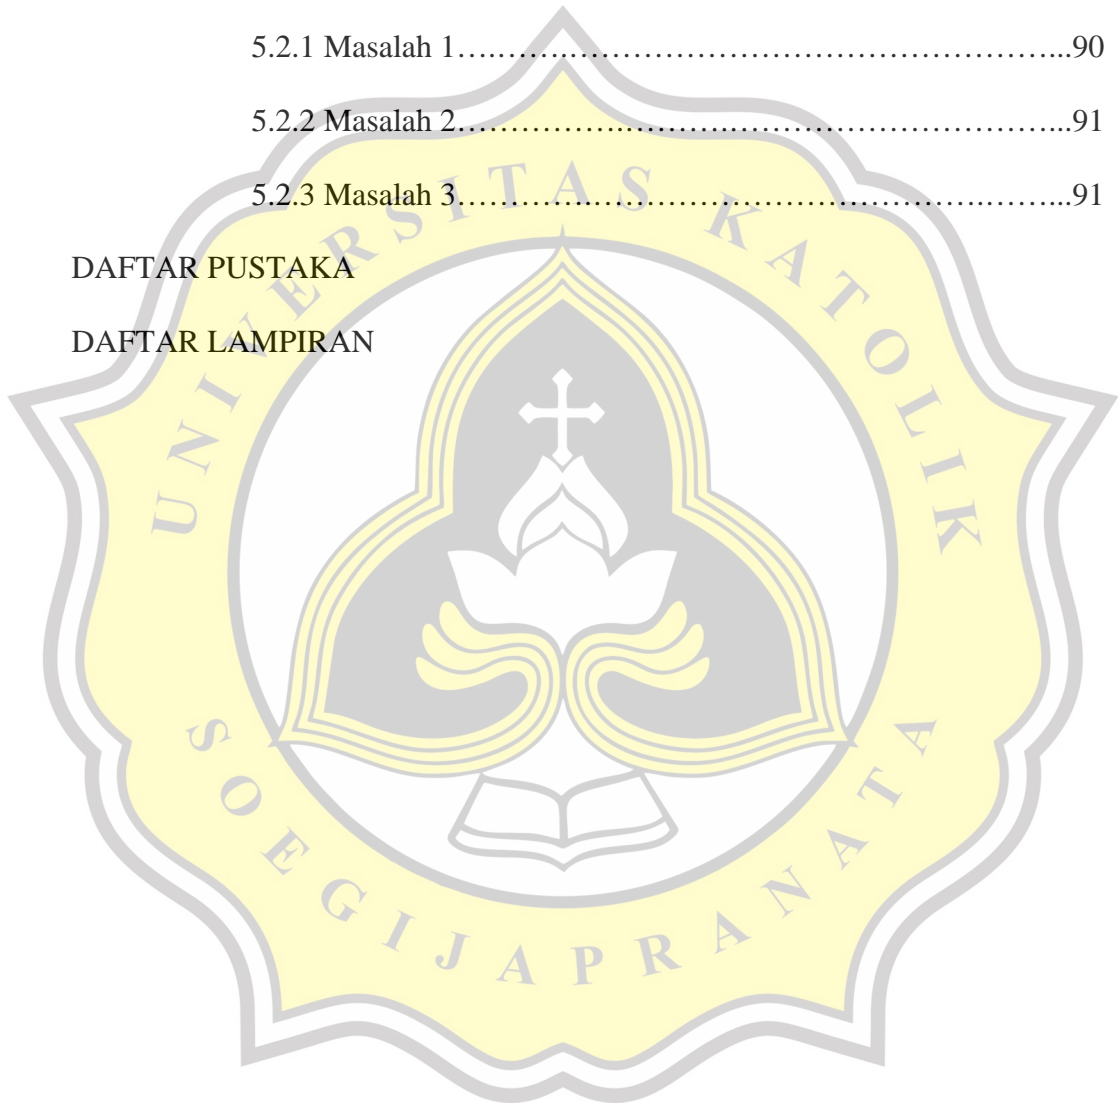 5.2.1 Masalah 1………………………………………………...90
5.2.2 Masalah 2………………………………………………...91
5.2.3 Masalah 3………………………………………………...91
DAFTAR PUSTAKA
DAFTAR LAMPIRAN
UNIVERSITAS KATOLIK
SOEGIJAPRANATA